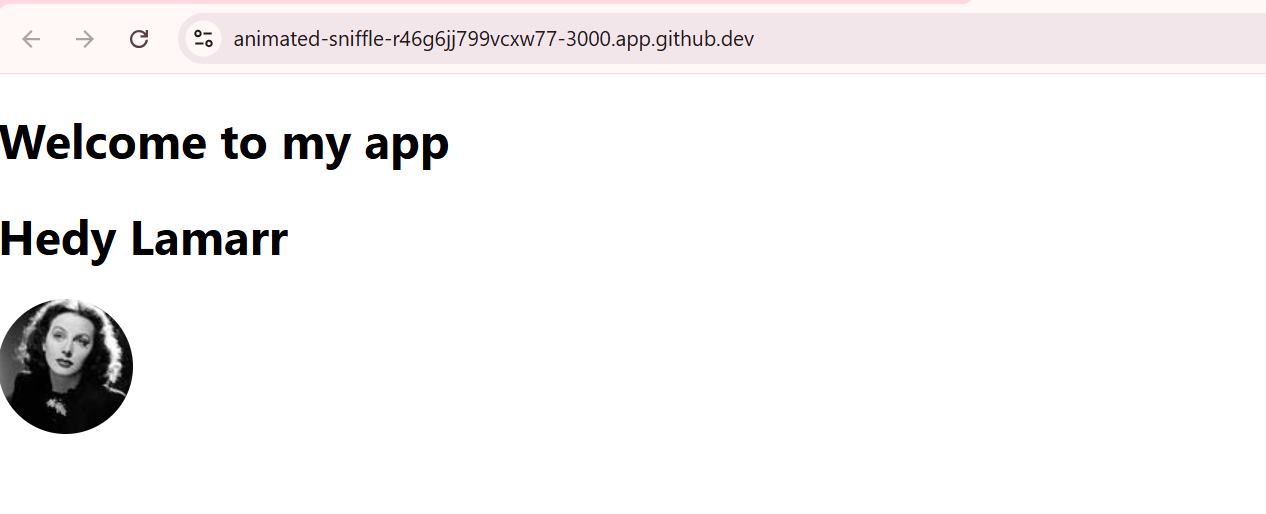 animated-sniffle-r46g6jj799vcxw77-3000.app.github.dev
Welcome to my app
Hedy Lamarr